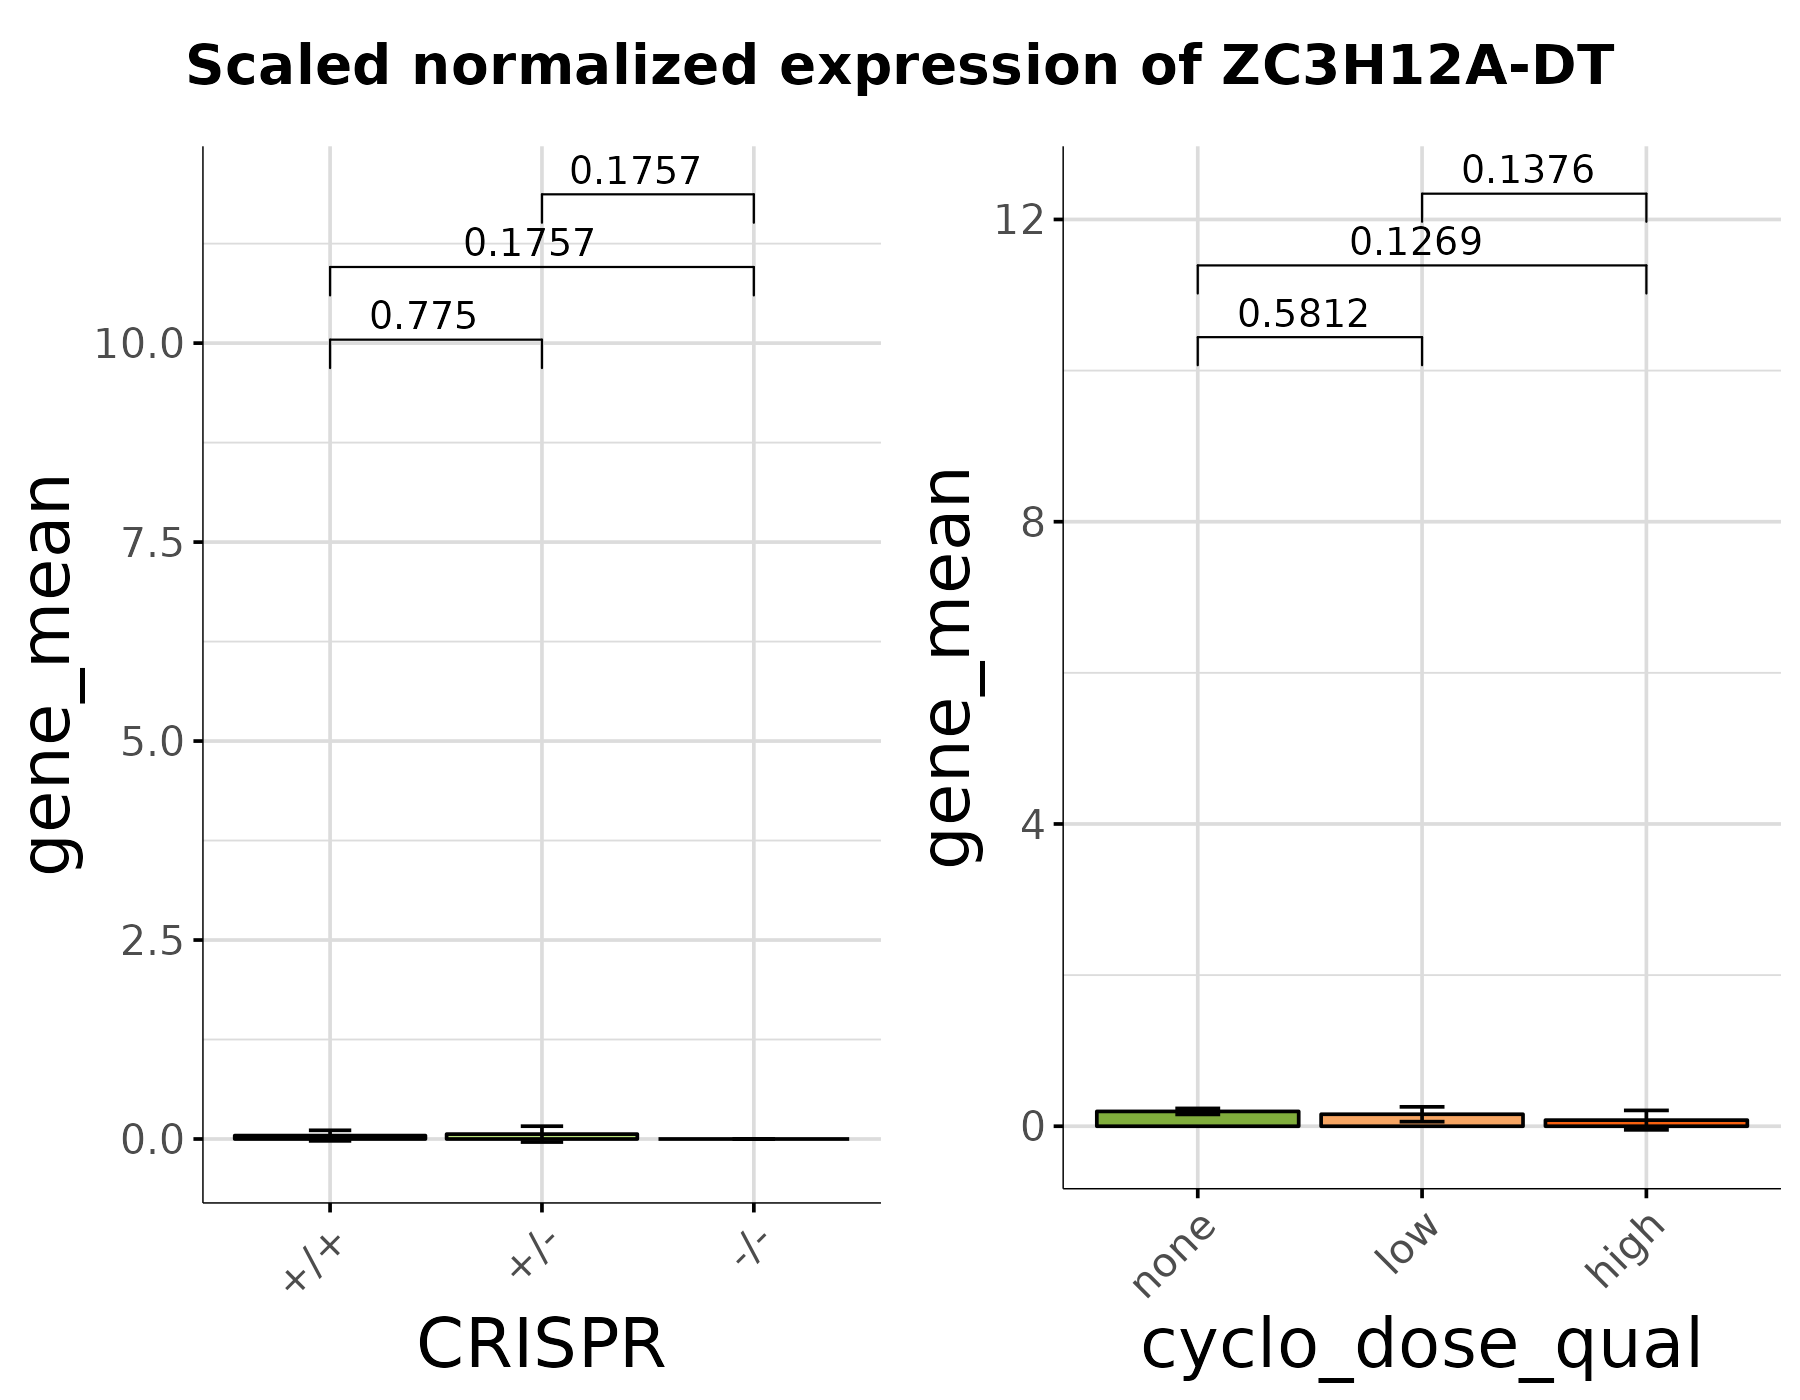 Scaled normalized expression of ZC3H12A-DT
gene_mean
10.0
7.5
5.0
2.5
0.0
0.1757
0.1757
0.775
+/+
+/-
-/-
CRISPR
gene_mean
12
8
4
0
0.1376
0.1269
0.5812
none
low
high
cyclo_dose_qual